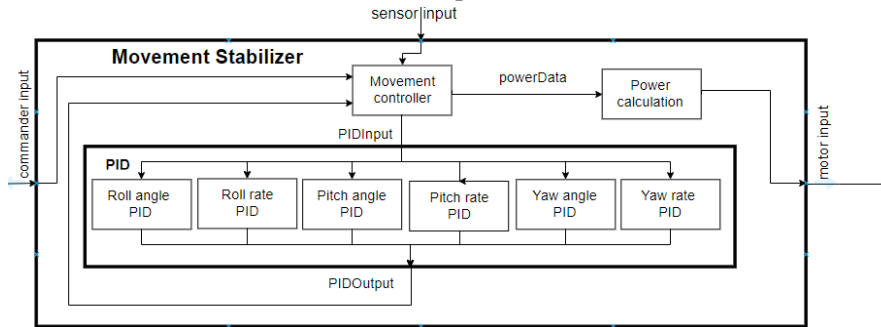 sensor input
Movement Stabilizer
commander input
Movement
controller
powerData
Power
calculation
motor input
PIDInput
PID
Roll angle
PID
Roll rate
PID
Pitch angle
PID
Pitch rate
PID
Yaw angle
PID
Yaw rate
PID
PIDOutput